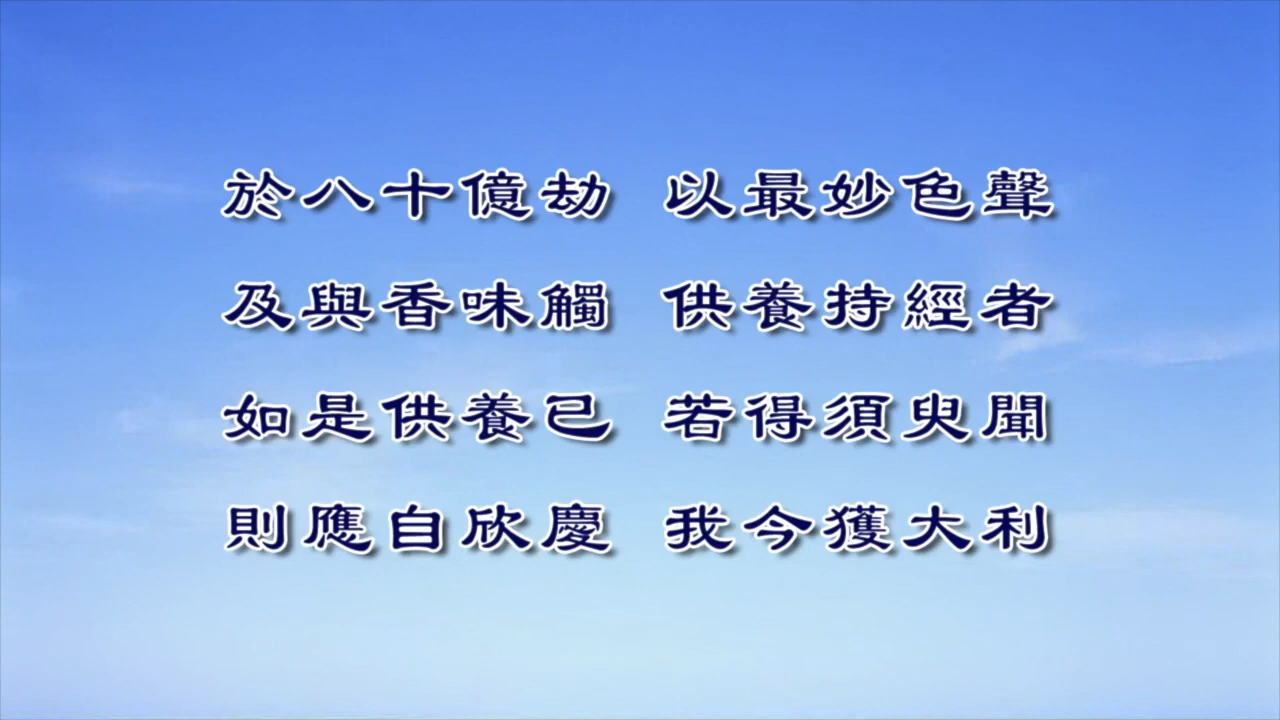 於八十億劫 以最妙色聲
及與香味觸 供養持經者
如是供養已 若得須臾聞
則應自欣慶 我今獲大利